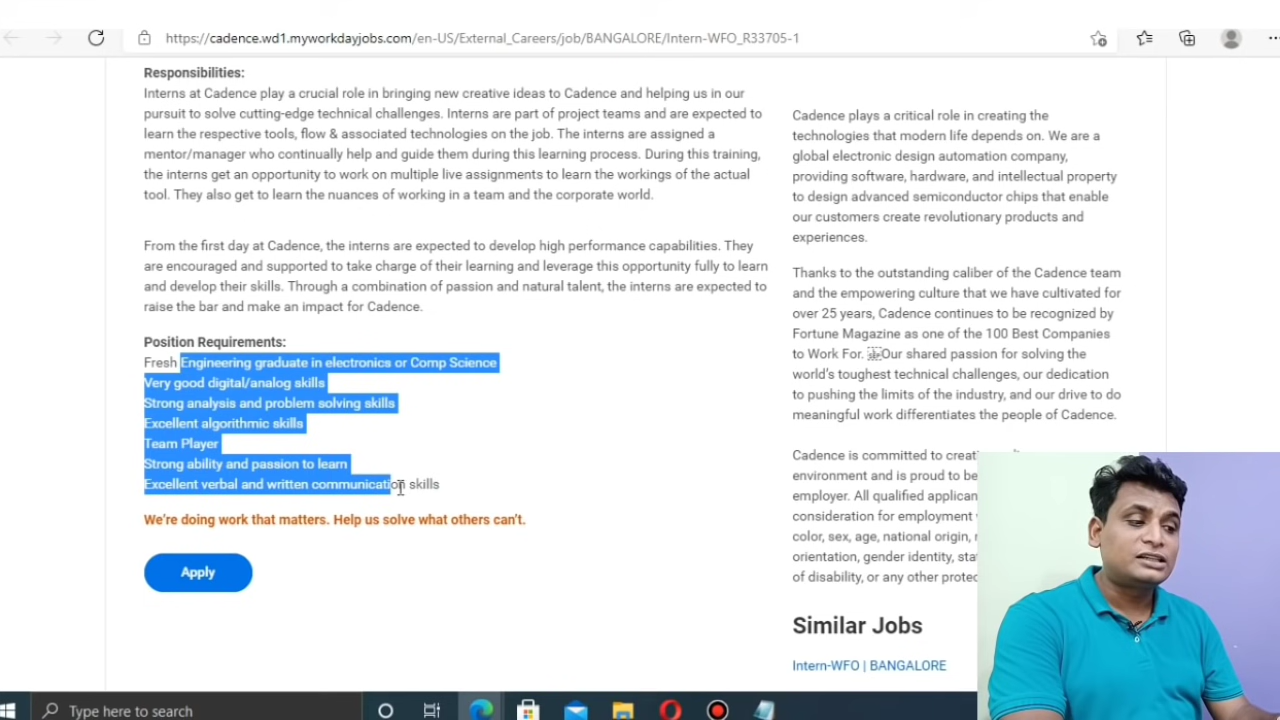 https://cadence.wd1.myworkdayjobs.com/en-US/External_Careers/job/BANGALORE/Intern-WFO_R33705-1
Responsibilities:
Interns at Cadence play a crucial role in bringing new creative ideas to Cadence and helping us in our
pursuit to solve cutting-edge technical challenges. Interns are part of project teams and are expected to
learn the respective tools, flow & associated technologies on the job. The interns are assigned a
mentor/manager who continually help and guide them during this learning process. During this training,
the interns get an opportunity to work on multiple live assignments to learn the workings of the actual
tool. They also get to learn the nuances of working in a team and the corporate world.
From the first day at Cadence, the interns are expected to develop high performance capabilities. They
are encouraged and supported to take charge of their learning and leverage this opportunity fully to learn
and develop their skills. Through a combination of passion and natural talent, the interns are expected to
raise the bar and make an impact for Cadence.
Position Requirements:
Fresh Engineering graduate in electronics or Comp Science
Very good digital/analog skills
Strong analysis and problem solving skills
Excellent algorithmic skills
Team Player
Strong ability and passion to learn
Excellent verbal and written communication skills
We're doing work that matters. Help us solve what others can't.
Apply
Cadence plays a critical role in creating the
technologies that modern life depends on. We are a
global electronic design automation company,
providing software, hardware, and intellectual property
to design advanced semiconductor chips that enable
our customers create revolutionary products and
experiences.
Thanks to the outstanding caliber of the Cadence team
and the empowering culture that we have cultivated for
over 25 years, Cadence continues to be recognized by
Fortune Magazine as one of the 100 Best Companies
to Work For. Our shared passion for solving the
world's toughest technical challenges, our dedication
to pushing the limits of the industry, and our drive to do
meaningful work differentiates the people of Cadence.
Cadence is committed to
environment and is proud to be
employer. All qualified
consideration for employment
color, sex, age, national origin,
orientation, gender identity,
of disability, or any other
Similar Jobs
Intern-WFO | BANGALORE
Type here to search